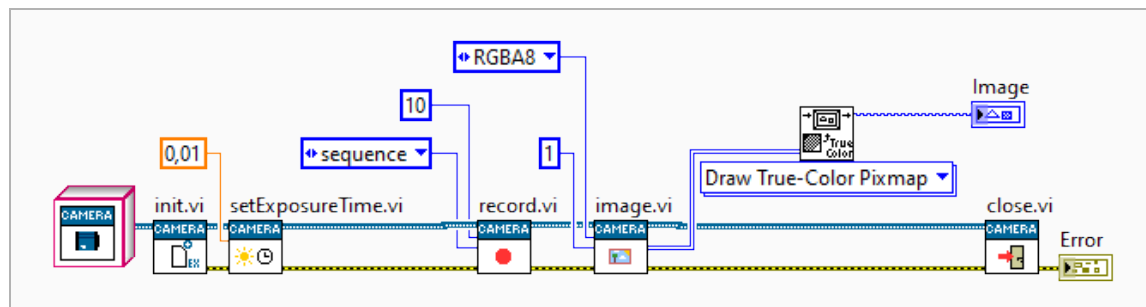 RGBA8
Image
10
True
Color
0,01
sequence
1
Draw True-Color Pixmap
CAMERA
init.vi
setExposureTime.vi
record.vi
image.vi
close.vi
CAMERA
CAMERA
CAMERA
CAMERA
CAMERA
EX
Error